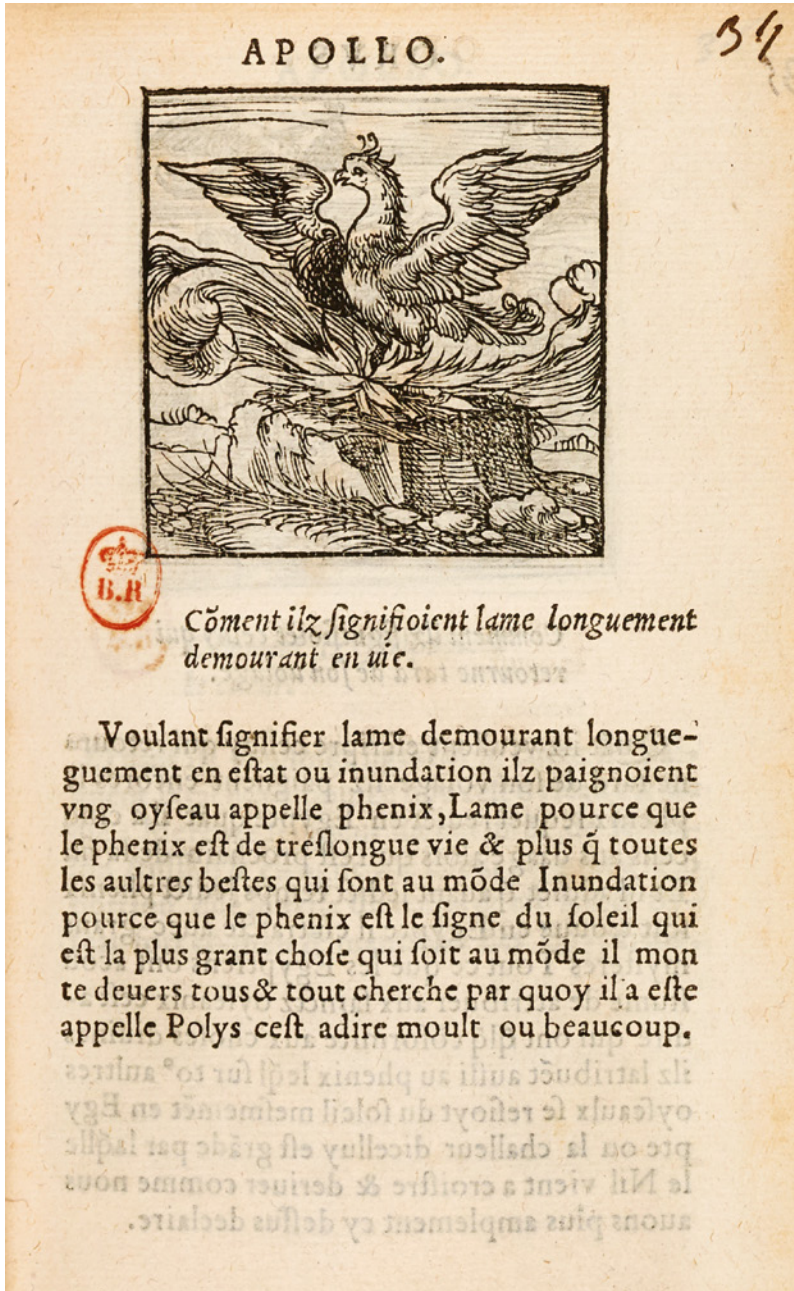 APOLLO.
34
B.R
Cõment ilz ſignifioient lame longuement
demourant en uie.
Voulant ſignifier lame demourant longue-
guement en eſtat ou inundation ilz paignoient
vng oyſeau appelle phenix, Lame pource que
le phenix eſt de treſlongue vie & plus q̃ toutes
les aultres beſtes qui ſont au mõde Inundation
pource que le phenix eſt le ſigne du ſoleil qui
eſt la plus grant choſe qui ſoit au mõde il mon
te deuers tous & tout cherche par quoy il a eſte
appelle Polys ceſt adire moult ou beaucoup.